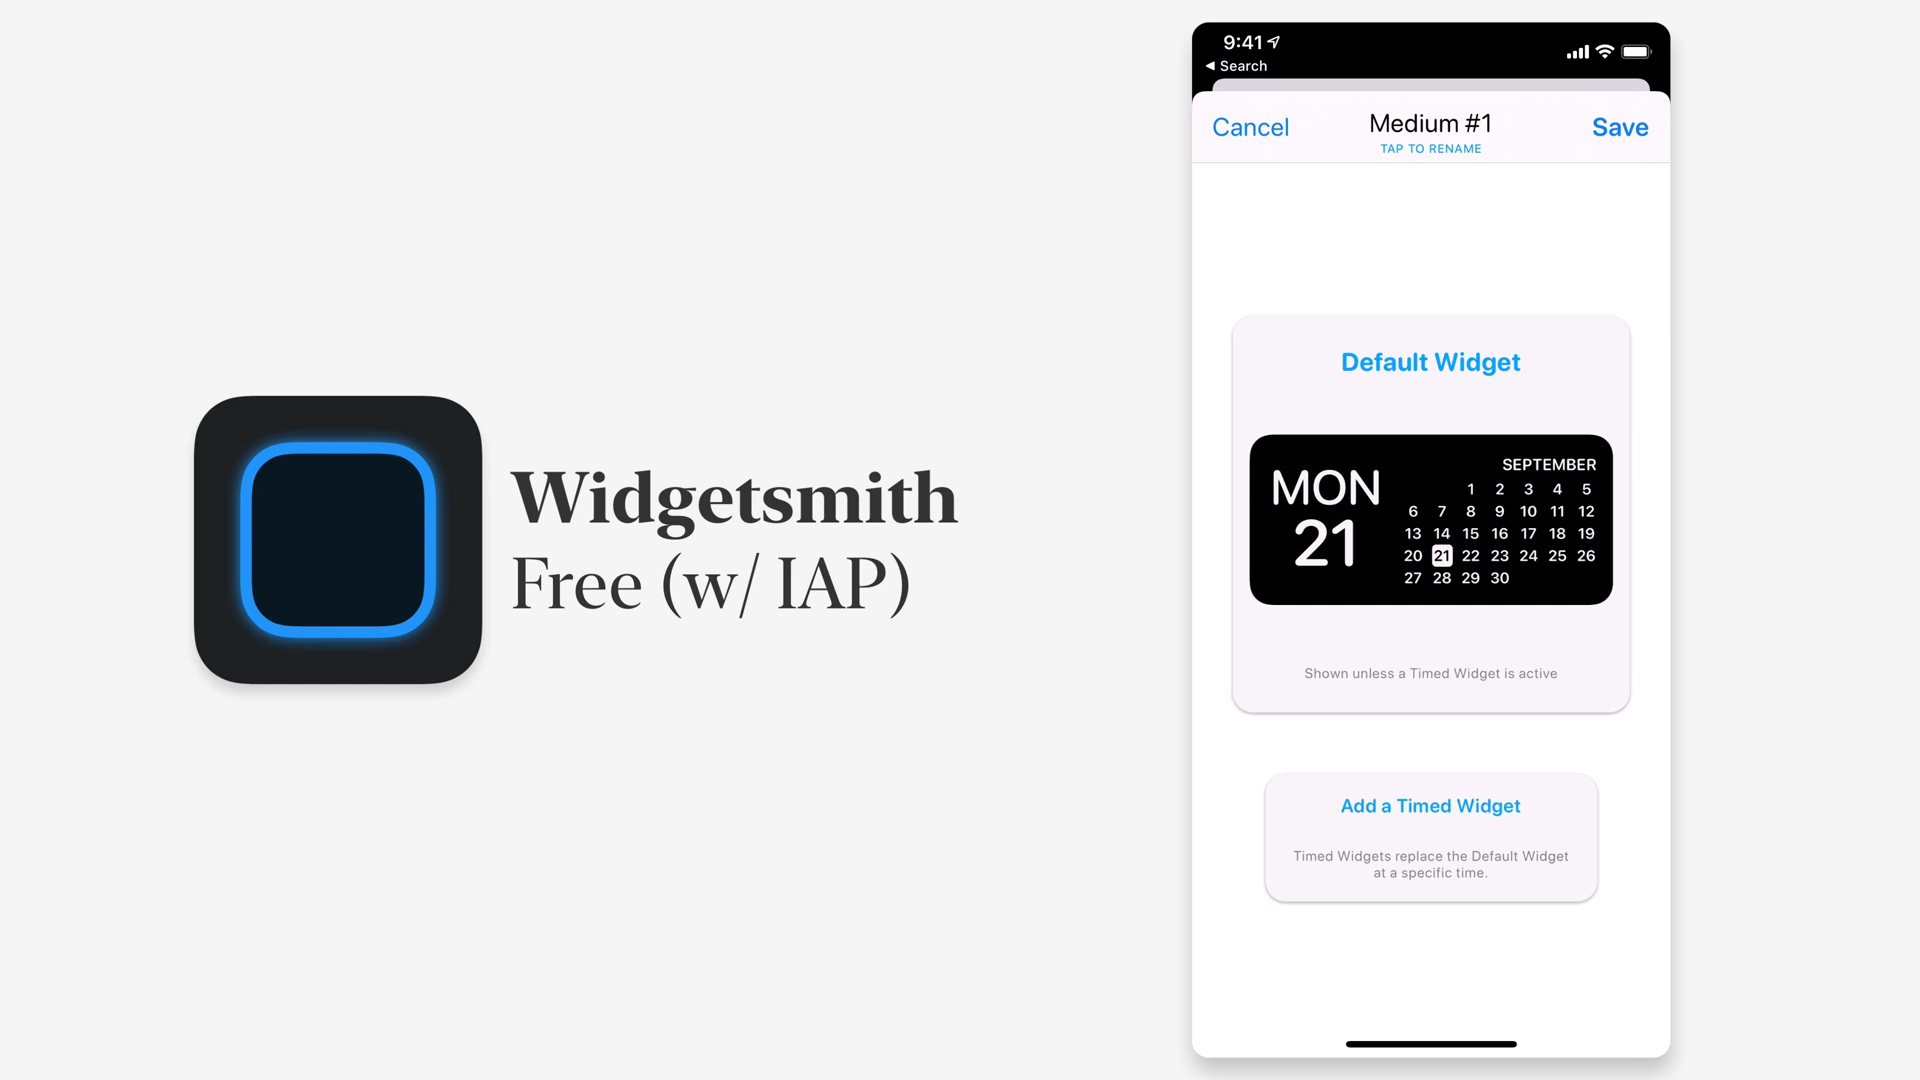 Widgetsmith
Free (w/ IAP)
9:41
◀ Search
Cancel
Medium #1
Save
TAP TO RENAME
Default Widget
MON
21
SEPTEMBER
1 2 3 4 5
6 7 8 9 10 11 12
13 14 15 16 17 18 19
20 21 22 23 24 25 26
27 28 29 30
Shown unless a Timed Widget is active
Add a Timed Widget
Timed Widgets replace the Default Widget
at a specific time.